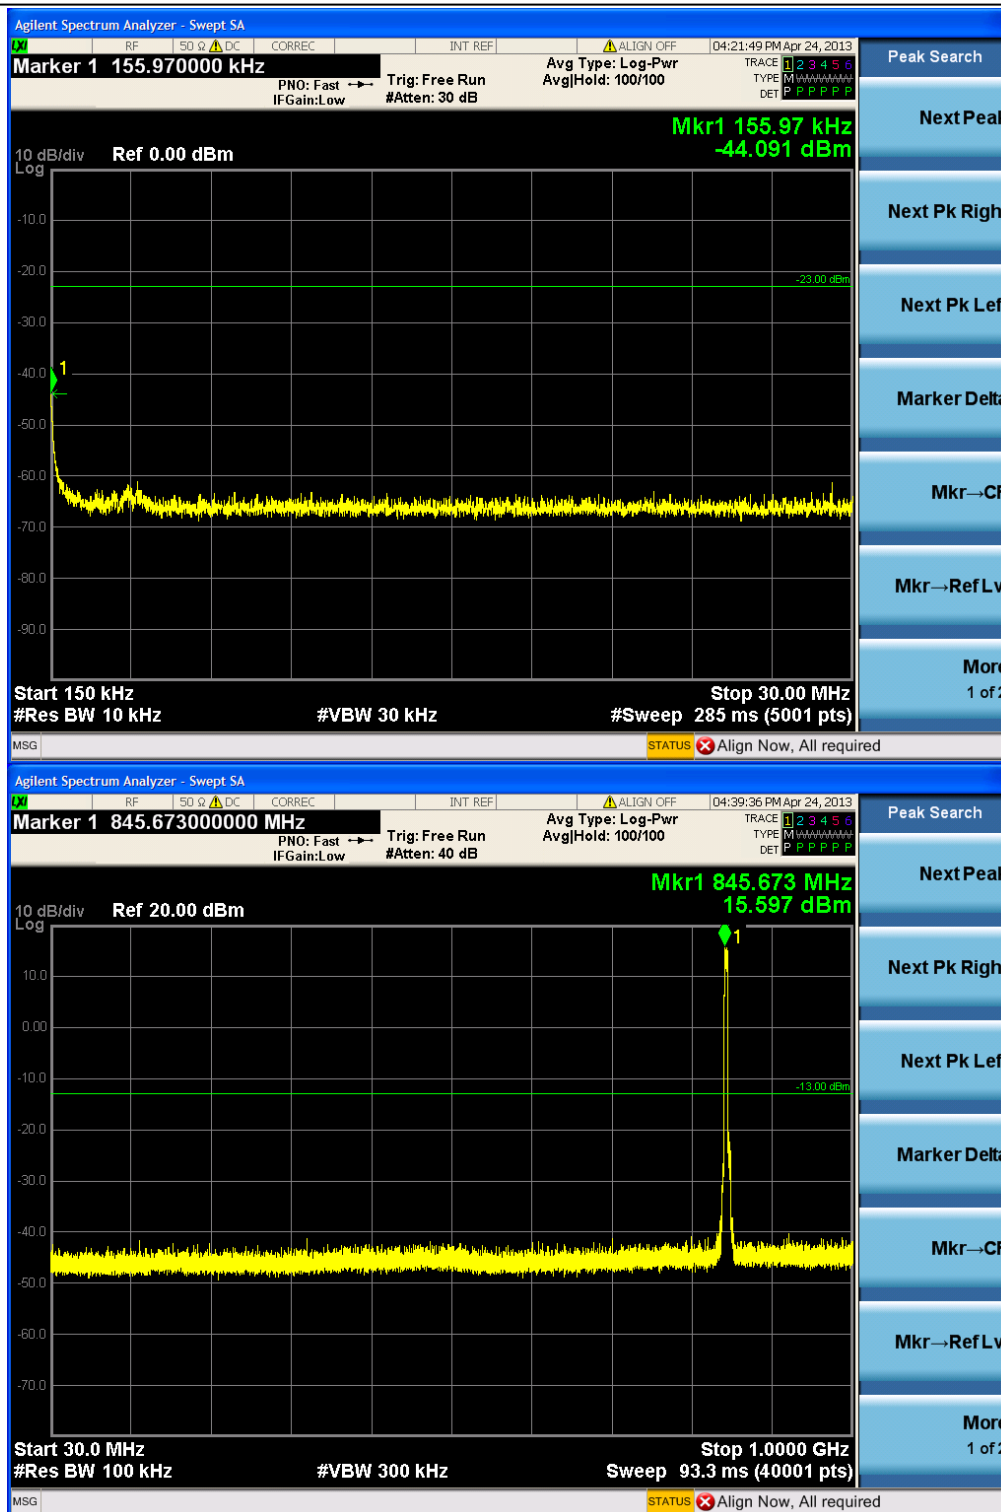 Agilent Spectrum Analyzer - Swept SA
LXI RF 50 Ω DC CORREC INT REF ALIGN OFF 04:21:49 PM Apr 24, 2013
Marker 1 155.970000 kHz
PNO: Fast
IFGain:Low
Trig: Free Run
#Atten: 30 dB
Avg Type: Log-Pwr
Avg|Hold: 100/100
TRACE 1 2 3 4 5 6
TYPE M
DET P P P P P P
Mkr1 155.97 kHz
-44.091 dBm
10 dB/div Ref 0.00 dBm
Log
-10.0
-20.0
-23.00 dBm
-30.0
-40.0
1
-50.0
-60.0
-70.0
-80.0
-90.0
Start 150 kHz Stop 30.00 MHz
#Res BW 10 kHz #VBW 30 kHz #Sweep 285 ms (5001 pts)
MSG STATUS Align Now, All required
Peak Search
Next Peak
Next Pk Righ
Next Pk Lef
Marker Delta
Mkr→CF
Mkr→Ref Lv
More
1 of 2
Agilent Spectrum Analyzer - Swept SA
LXI RF 50 Ω DC CORREC INT REF ALIGN OFF 04:39:36 PM Apr 24, 2013
Marker 1 845.673000000 MHz
PNO: Fast
IFGain:Low
Trig: Free Run
#Atten: 40 dB
Avg Type: Log-Pwr
Avg|Hold: 100/100
TRACE 1 2 3 4 5 6
TYPE M
DET P P P P P P
Mkr1 845.673 MHz
15.597 dBm
10 dB/div Ref 20.00 dBm
Log
1
10.0
0.00
-10.0
-13.00 dBm
-20.0
-30.0
-40.0
-50.0
-60.0
-70.0
Start 30.0 MHz Stop 1.0000 GHz
#Res BW 100 kHz #VBW 300 kHz Sweep 93.3 ms (40001 pts)
MSG STATUS Align Now, All required
Peak Search
Next Peak
Next Pk Righ
Next Pk Lef
Marker Delta
Mkr→CF
Mkr→Ref Lv
More
1 of 2